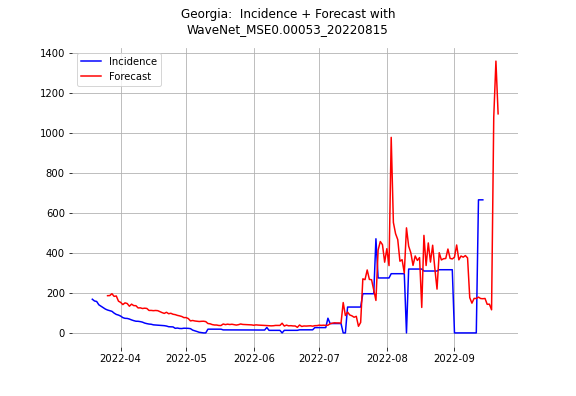 Georgia:  Incidence + Forecast with
WaveNet_MSE0.00053_20220815
Incidence
Forecast
1400
1200
1000
800
600
400
200
0
2022-04 2022-05 2022-06 2022-07 2022-08 2022-09